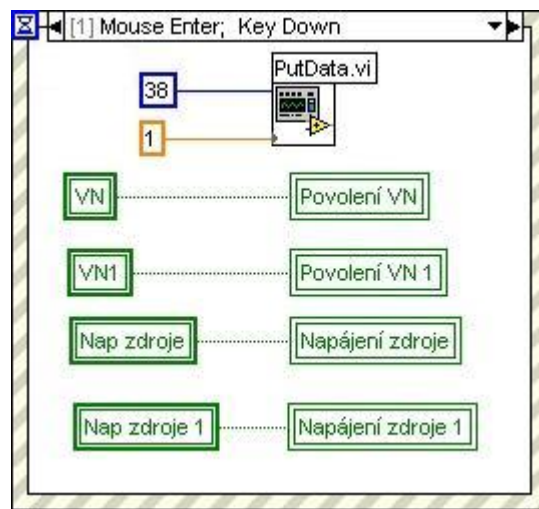 [1] Mouse Enter; Key Down
PutData.vi
38
1
VN Povolení VN
VN1 Povolení VN 1
Nap zdroje Napájení zdroje
Nap zdroje 1 Napájení zdroje 1